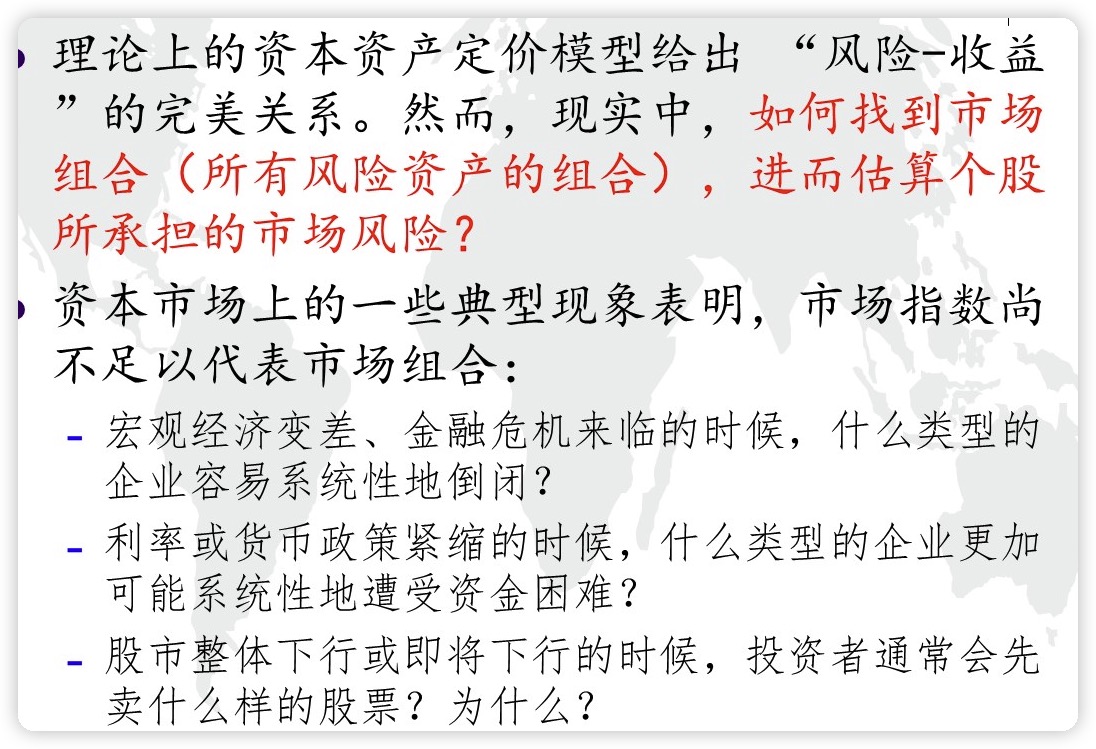 理论上的资本资产定价模型给出 “风险-收益
”的完美关系。然而，现实中，如何找到市场
组合（所有风险资产的组合），进而估算个股
所承担的市场风险？
资本市场上的一些典型现象表明，市场指数尚
不足以代表市场组合：
- 宏观经济变差、金融危机来临的时候，什么类型的
企业容易系统性地倒闭？
- 利率或货币政策紧缩的时候，什么类型的企业更加
可能系统性地遭受资金困难？
- 股市整体下行或即将下行的时候，投资者通常会先
卖什么样的股票？为什么？